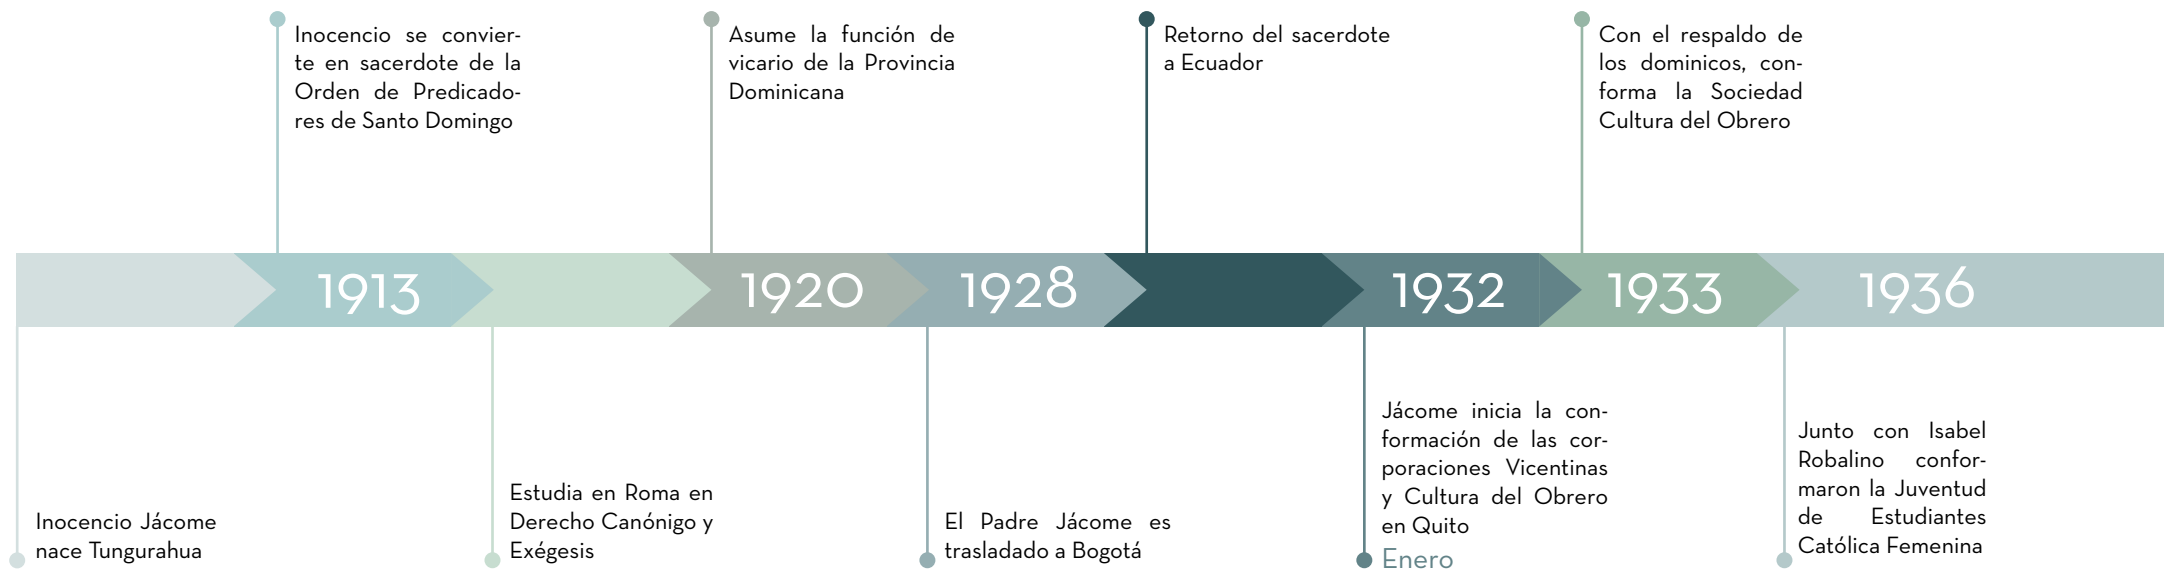 Inocencio se convier-
te en sacerdote de la
Orden de Predicado-
res de Santo Domingo
Asume la función de
vicario de la Provincia
Dominicana
Retorno del sacerdote
a Ecuador
Con el respaldo de
los dominicos, con-
forma la Sociedad
Cultura del Obrero
1913
1920
1928
1932
1933
1936
Inocencio Jácome
nace Tungurahua
Estudia en Roma en
Derecho Canónigo y
Exégesis
El Padre Jácome es
trasladado a Bogotá
Jácome inicia la con-
formación de las cor-
poraciones Vicentinas
y Cultura del Obrero
en Quito
Enero
Junto con Isabel
Robalino confor-
maron la Juventud
de Estudiantes
Católica Femenina